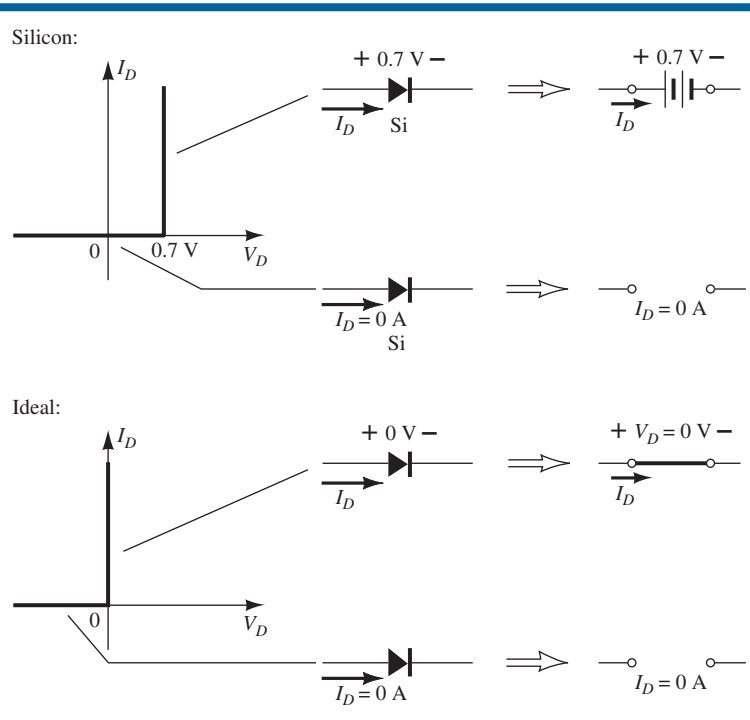 Silicon:
I_D
+ 0.7 V −
+ 0.7 V −
I_D
Si
I_D
0
0.7 V
V_D
I_D = 0 A
Si
I_D = 0 A
Ideal:
I_D
+ 0 V −
+ V_D = 0 V −
I_D
I_D
0
V_D
I_D = 0 A
I_D = 0 A